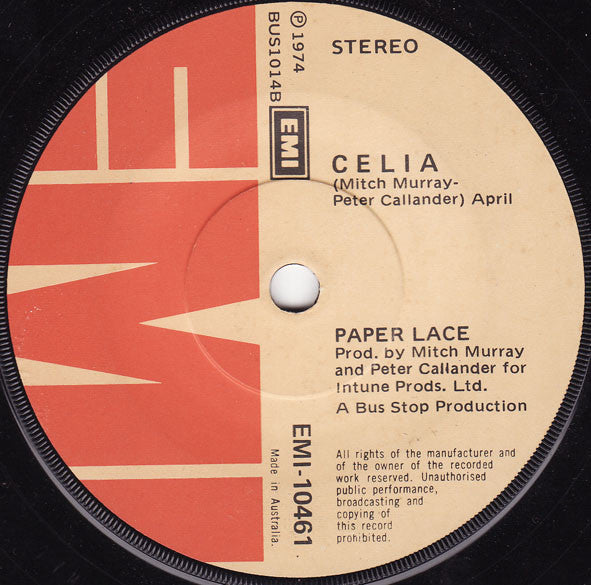 STEREO
℗ 1974
BUS1014B
EMI
CELIA
(Mitch Murray-
Peter Callander) April
PAPER LACE
Prod. by Mitch Murray
and Peter Callander for
Intune Prods. Ltd.
A Bus Stop Production
EMI-10461
Made in Australia.
All rights of the manufacturer and
of the owner of the recorded
work reserved. Unauthorised
public performance,
broadcasting and
copying of
this record
prohibited.
EMI